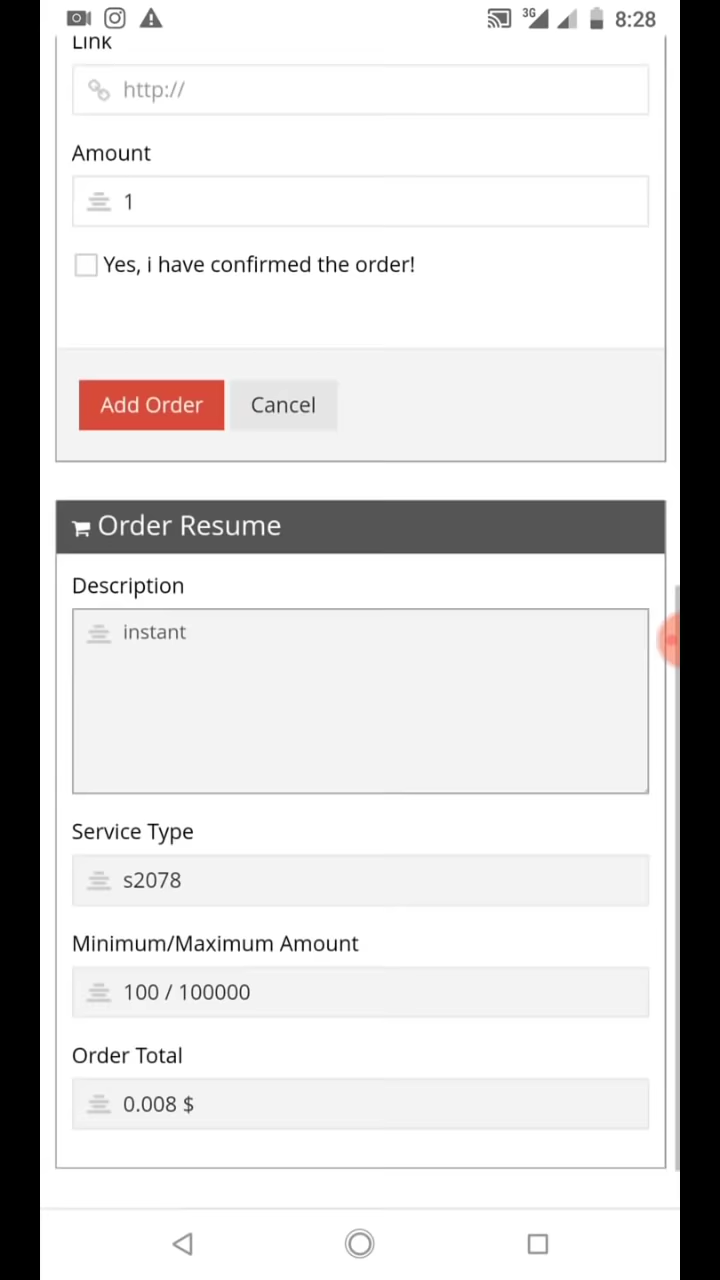 3G 8:28
Link
http://
Amount
1
Yes, i have confirmed the order!
Add Order Cancel
Order Resume
Description
instant
Service Type
s2078
Minimum/Maximum Amount
100 / 100000
Order Total
0.008 $